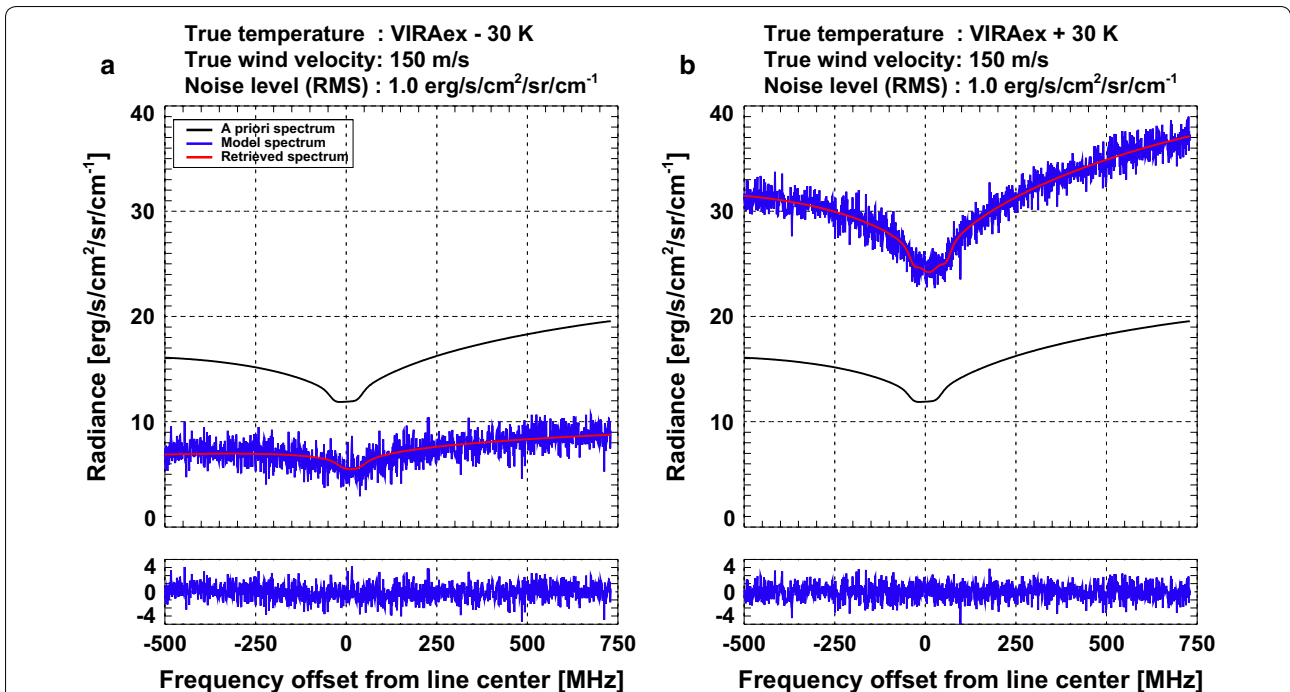 a
True temperature : VIRAex - 30 K
True wind velocity: 150 m/s
Noise level (RMS) : 1.0 erg/s/cm²/sr/cm⁻¹
A priori spectrum
Model spectrum
Retrieved spectrum
Radiance [erg/s/cm²/sr/cm⁻¹]
40
30
20
10
0
4
0
-4
-500 -250 0 250 500 750
Frequency offset from line center [MHz]
b
True temperature : VIRAex + 30 K
True wind velocity: 150 m/s
Noise level (RMS) : 1.0 erg/s/cm²/sr/cm⁻¹
Radiance [erg/s/cm²/sr/cm⁻¹]
40
30
20
10
0
4
0
-4
-500 -250 0 250 500 750
Frequency offset from line center [MHz]